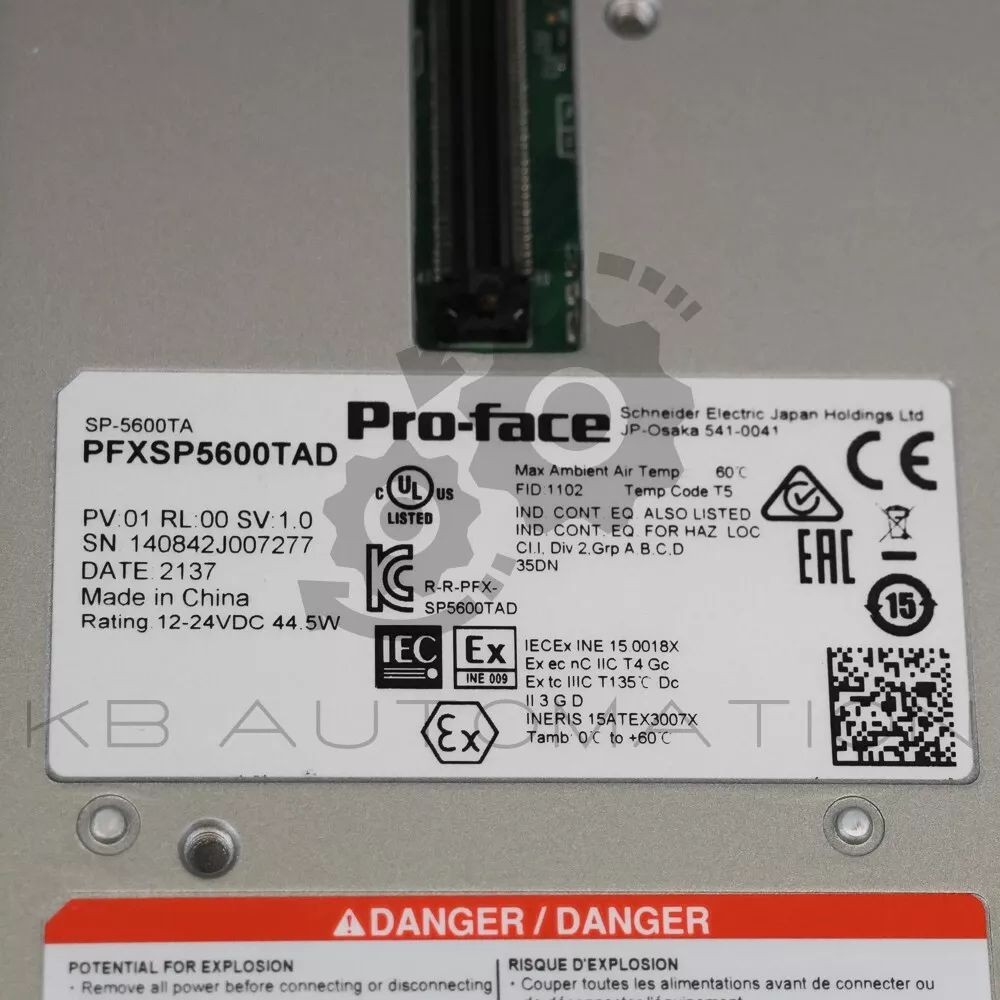 SP-5600TA
PFXSP5600TAD
Pro-face
Schneider Electric Japan Holdings Ltd
JP-Osaka 541-0041
C UL US
LISTED
Max Ambient Air Temp 60℃
FID:1102 Temp Code T5
IND. CONT. EQ. ALSO LISTED
IND. CONT. EQ. FOR HAZ. LOC.
Cl.I, Div 2,Grp A,B,C,D
35DN
CE
EAC
15
PV:01 RL:00 SV:1.0
SN 140842J007277
DATE 2137
Made in China
Rating 12-24VDC 44.5W
KC
R-R-PFX-
SP5600TAD
IEC
Ex
INE 009
IECEx INE 15.0018X
Ex ec nC IIC T4 Gc
Ex tc IIIC T135℃ Dc
II 3 G D
INERIS 15ATEX3007X
Tamb: 0℃ to +60℃
Ex
KB AUTOMATION
DANGER / DANGER
POTENTIAL FOR EXPLOSION
· Remove all power before connecting or disconnecting
RISQUE D'EXPLOSION
· Couper toutes les alimentations avant de connecter ou